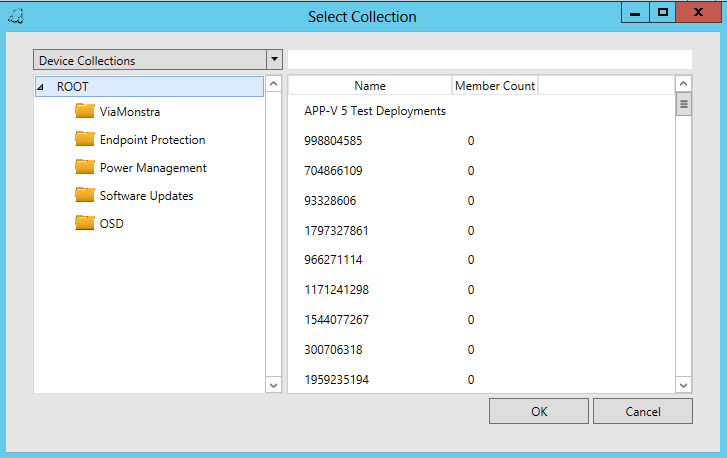 Select Collection
Device Collections
ROOT
ViaMonstra
Endpoint Protection
Power Management
Software Updates
OSD
Name Member Count
APP-V 5 Test Deployments
998804585 0
704866109 0
93328606 0
1797327861 0
966271114 0
1171241298 0
1544077267 0
300706318 0
1959235194 0
OK Cancel